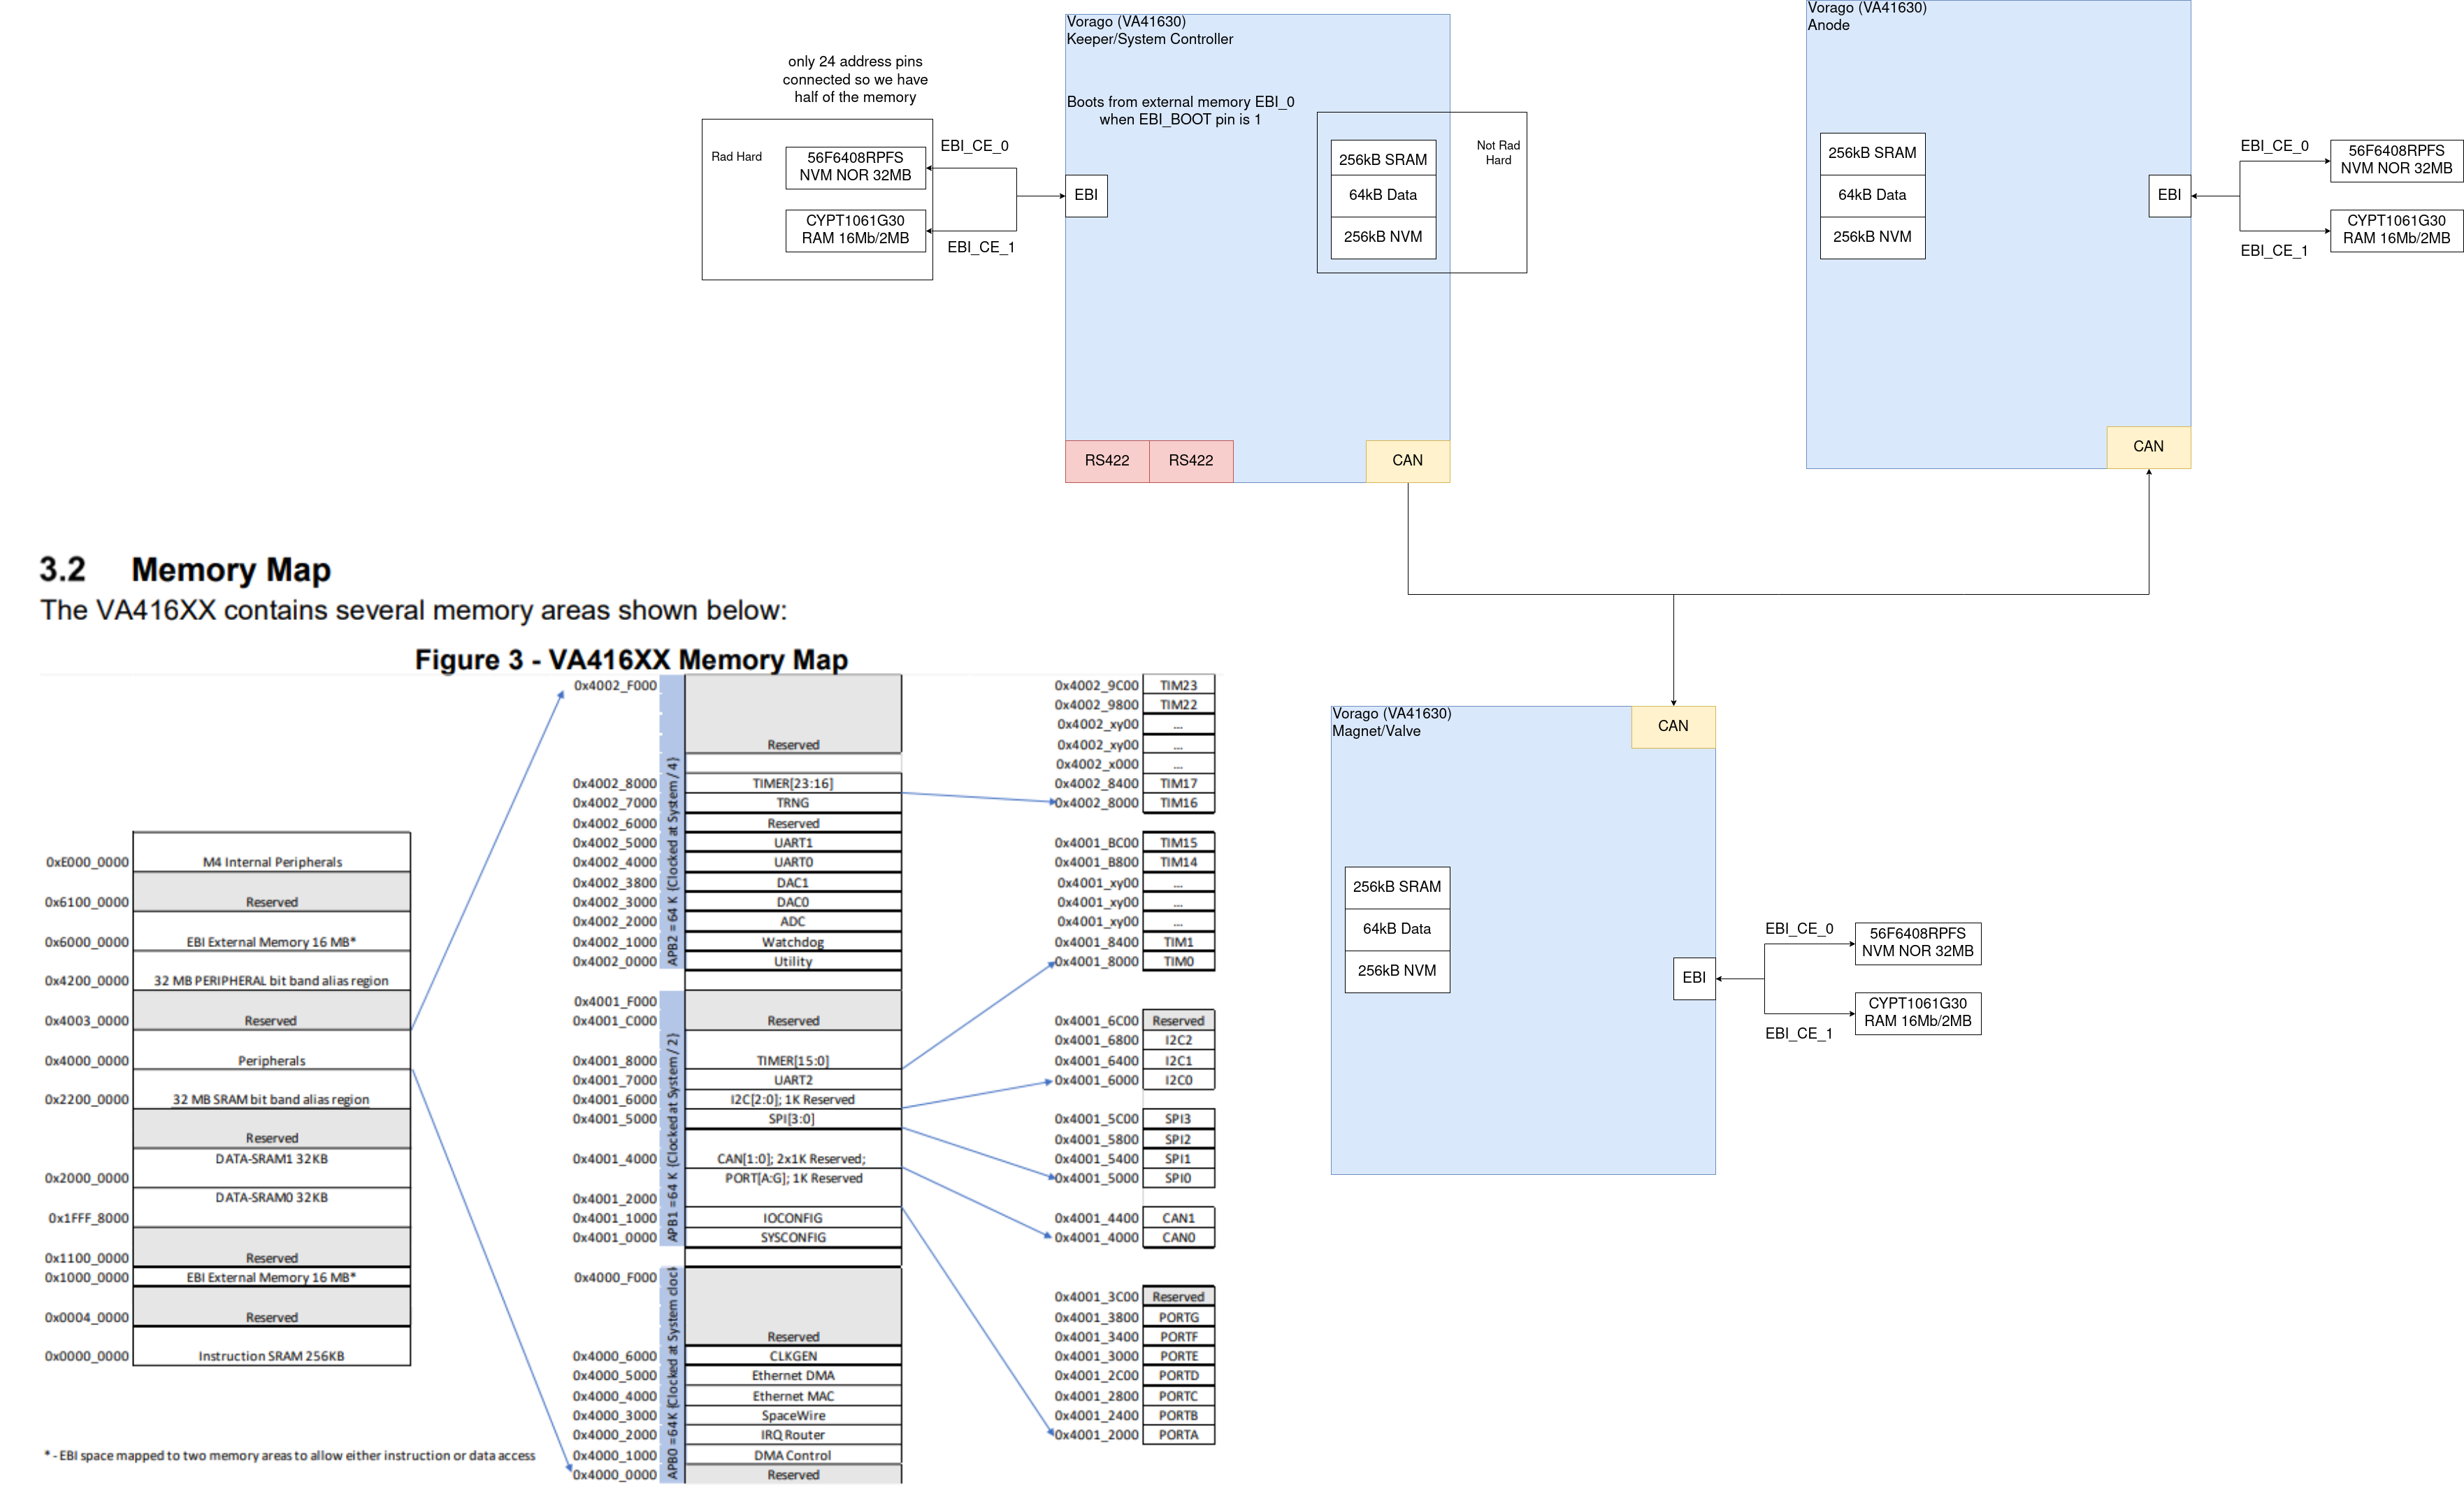 Vorago (VA41630)
Keeper/System Controller
only 24 address pins
connected so we have
half of the memory
Boots from external memory EBI_0
when EBI_BOOT pin is 1
Rad Hard
56F6408RPFS
NVM NOR 32MB
CYPT1061G30
RAM 16Mb/2MB
EBI_CE_0
EBI_CE_1
EBI
256kB SRAM
64kB Data
256kB NVM
Not Rad
Hard
RS422
RS422
CAN
Vorago (VA41630)
Anode
256kB SRAM
64kB Data
256kB NVM
EBI
EBI_CE_0
EBI_CE_1
56F6408RPFS
NVM NOR 32MB
CYPT1061G30
RAM 16Mb/2MB
CAN
Vorago (VA41630)
Magnet/Valve
CAN
256kB SRAM
64kB Data
256kB NVM
EBI
EBI_CE_0
EBI_CE_1
56F6408RPFS
NVM NOR 32MB
CYPT1061G30
RAM 16Mb/2MB
3.2 Memory Map
The VA416XX contains several memory areas shown below:
Figure 3 - VA416XX Memory Map
0xE000_0000 M4 Internal Peripherals
0x6100_0000 Reserved
0x6000_0000 EBI External Memory 16 MB*
0x4200_0000 32 MB PERIPHERAL bit band alias region
0x4003_0000 Reserved
0x4000_0000 Peripherals
0x2200_0000 32 MB SRAM bit band alias region
Reserved
DATA-SRAM1 32KB
0x2000_0000
DATA-SRAM0 32KB
0x1FFF_8000
0x1100_0000 Reserved
0x1000_0000 EBI External Memory 16 MB*
0x0004_0000 Reserved
0x0000_0000 Instruction SRAM 256KB
* - EBI space mapped to two memory areas to allow either instruction or data access
APB2 = 64 K (Clocked at System / 4)
0x4002_F000
Reserved
0x4002_8000 TIMER[23:16]
0x4002_7000 TRNG
0x4002_6000 Reserved
0x4002_5000 UART1
0x4002_4000 UART0
0x4002_3800 DAC1
0x4002_3000 DAC0
0x4002_2000 ADC
0x4002_1000 Watchdog
0x4002_0000 Utility
APB1 = 64 K (Clocked at System / 2)
0x4001_F000
0x4001_C000 Reserved
0x4001_8000 TIMER[15:0]
0x4001_7000 UART2
0x4001_6000 I2C[2:0]; 1K Reserved
0x4001_5000 SPI[3:0]
0x4001_4000 CAN[1:0]; 2x1K Reserved;
PORT[A:G]; 1K Reserved
0x4001_2000
0x4001_1000 IOCONFIG
0x4001_0000 SYSCONFIG
APB0 = 64K (Clocked at System clock
0x4000_F000
Reserved
0x4000_6000 CLKGEN
0x4000_5000 Ethernet DMA
0x4000_4000 Ethernet MAC
0x4000_3000 SpaceWire
0x4000_2000 IRQ Router
0x4000_1000 DMA Control
0x4000_0000 Reserved
0x4002_9C00 TIM23
0x4002_9800 TIM22
0x4002_xy00 ...
0x4002_xy00 ...
0x4002_x000 ...
0x4002_8400 TIM17
0x4002_8000 TIM16
0x4001_BC00 TIM15
0x4001_B800 TIM14
0x4001_xy00 ...
0x4001_xy00 ...
0x4001_xy00 ...
0x4001_8400 TIM1
0x4001_8000 TIM0
0x4001_6C00 Reserved
0x4001_6800 I2C2
0x4001_6400 I2C1
0x4001_6000 I2C0
0x4001_5C00 SPI3
0x4001_5800 SPI2
0x4001_5400 SPI1
0x4001_5000 SPI0
0x4001_4400 CAN1
0x4001_4000 CAN0
0x4001_3C00 Reserved
0x4001_3800 PORTG
0x4001_3400 PORTF
0x4001_3000 PORTE
0x4001_2C00 PORTD
0x4001_2800 PORTC
0x4001_2400 PORTB
0x4001_2000 PORTA